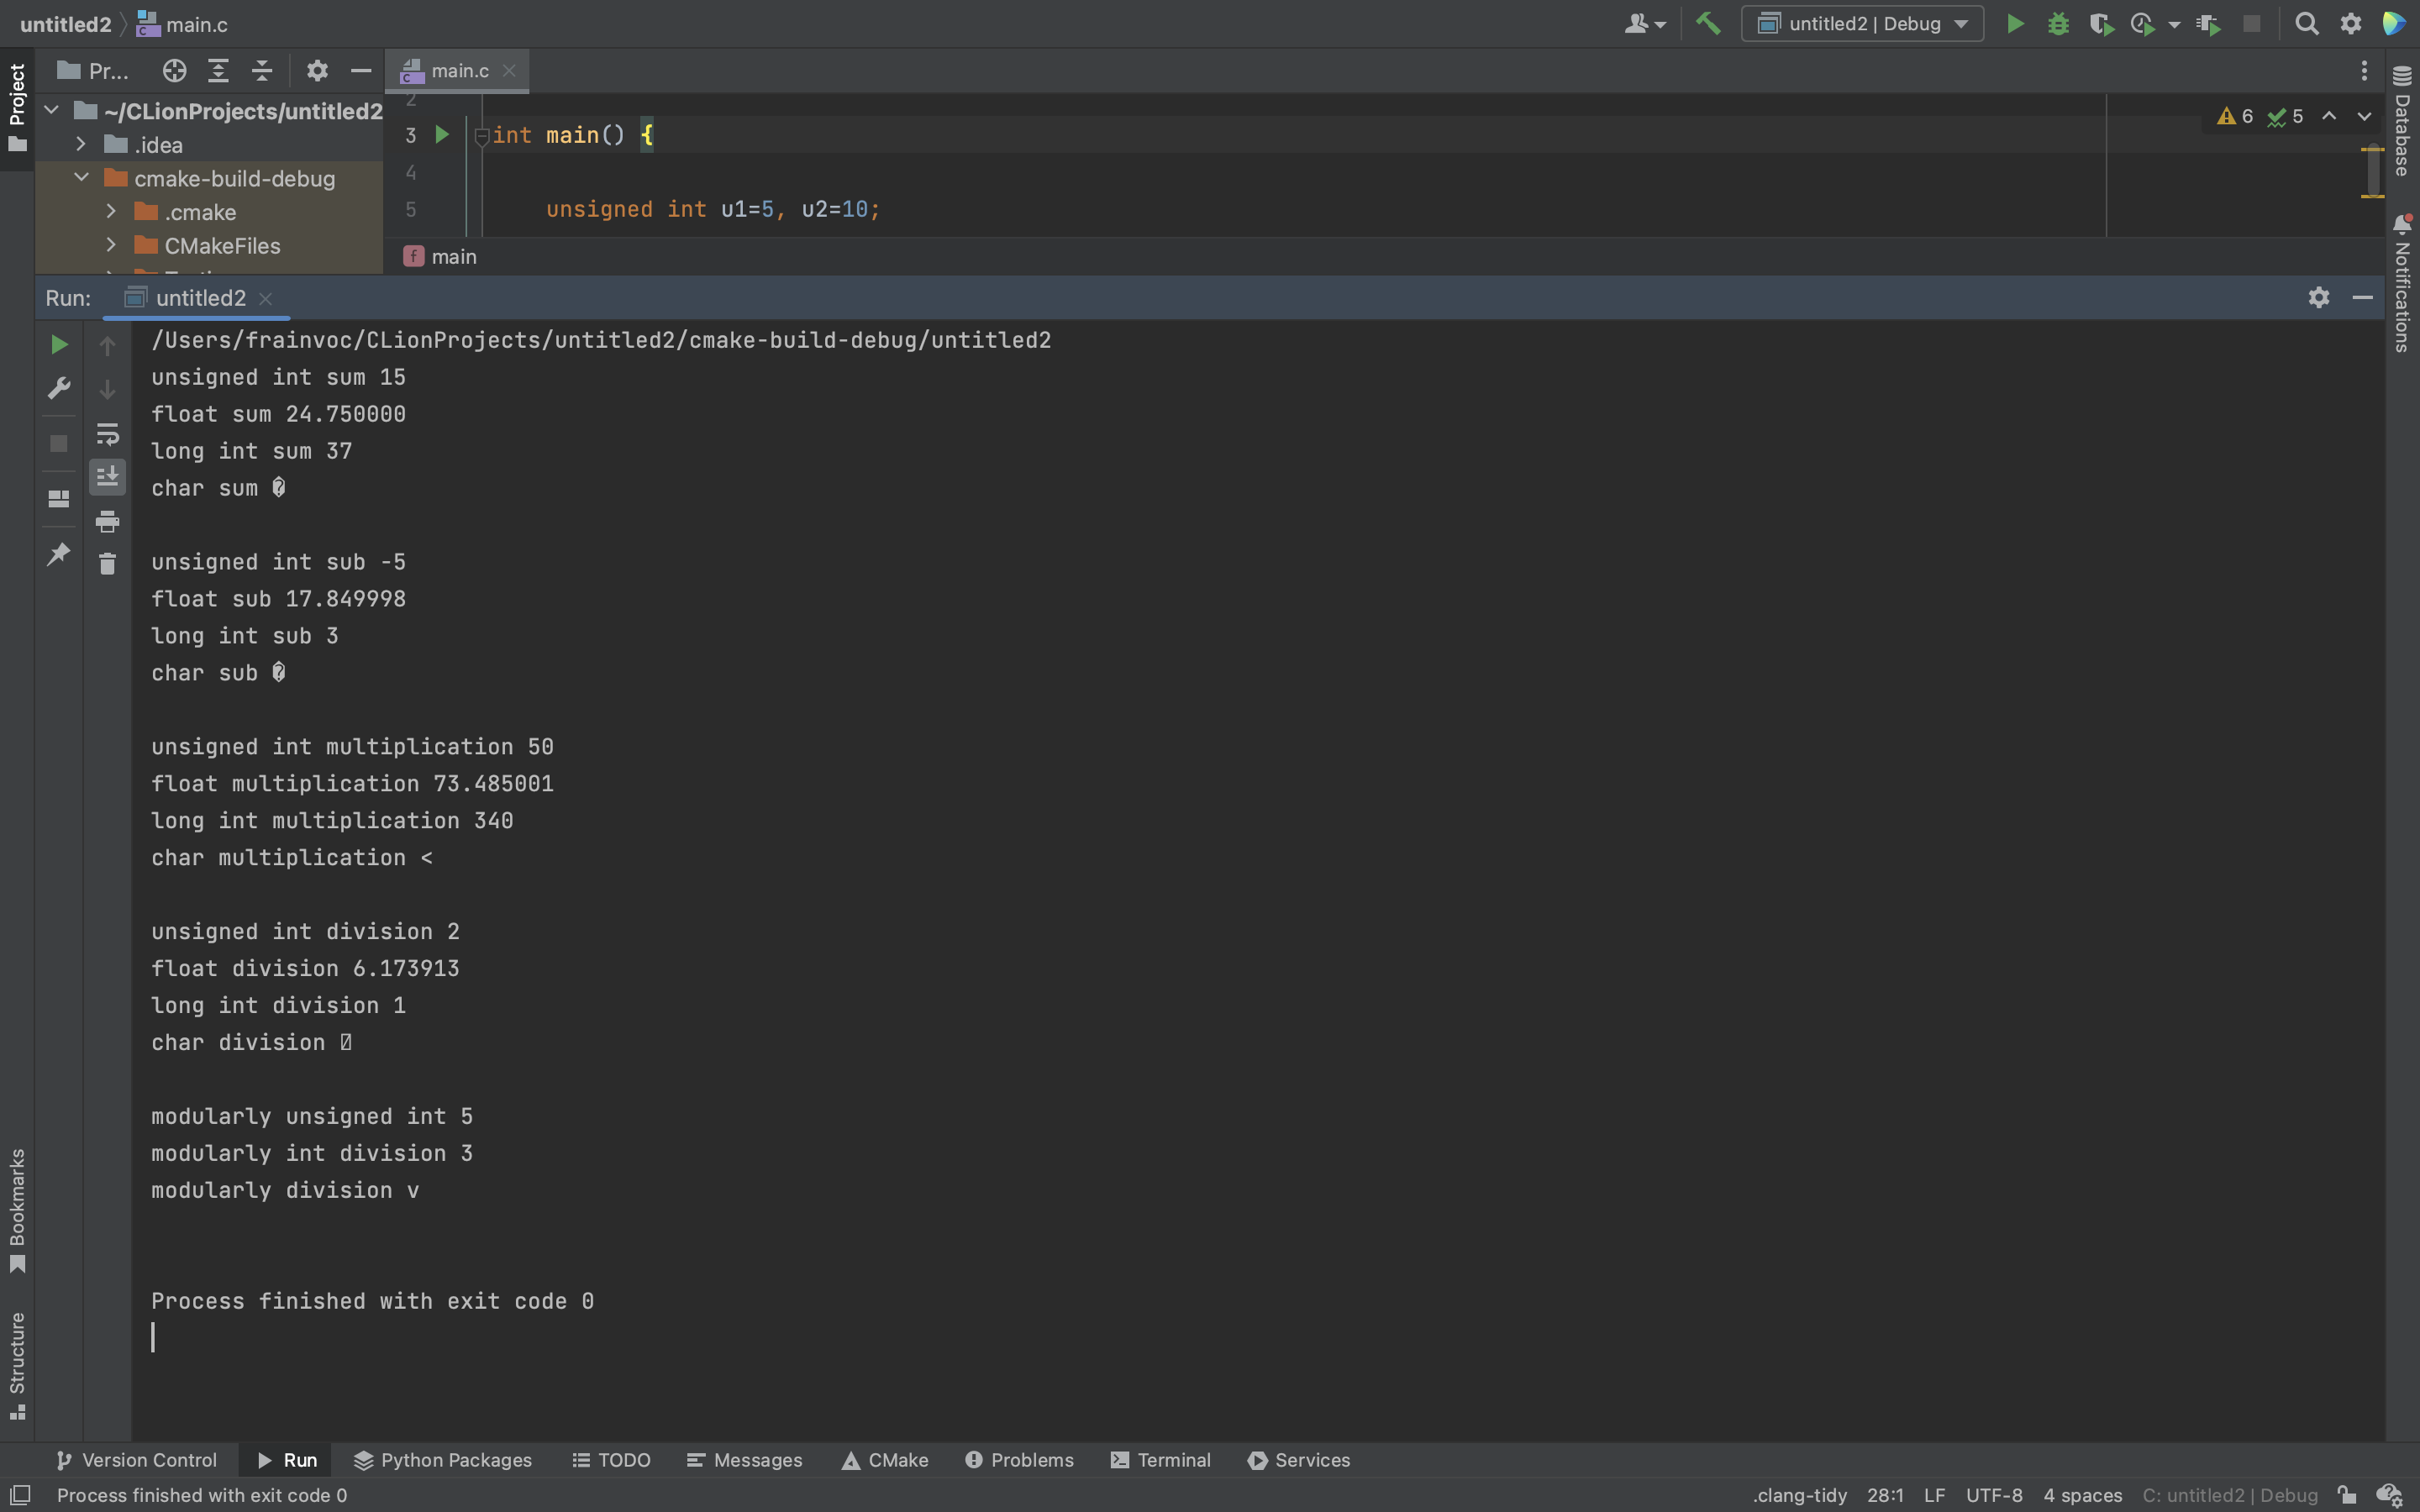 untitled2 main.c
untitled2 | Debug
Project
Pr...
main.c
~/CLionProjects/untitled2
.idea
cmake-build-debug
.cmake
CMakeFiles
2
3 int main() {
4
5 unsigned int u1=5, u2=10;
6 5
main
Database
Notifications
Run: untitled2
/Users/frainvoc/CLionProjects/untitled2/cmake-build-debug/untitled2
unsigned int sum 15
float sum 24.750000
long int sum 37
char sum �
unsigned int sub -5
float sub 17.849998
long int sub 3
char sub �
unsigned int multiplication 50
float multiplication 73.485001
long int multiplication 340
char multiplication <
unsigned int division 2
float division 6.173913
long int division 1
char division
modularly unsigned int 5
modularly int division 3
modularly division v
Process finished with exit code 0
Bookmarks
Structure
Version Control Run Python Packages TODO Messages CMake Problems Terminal Services
Process finished with exit code 0
.clang-tidy 28:1 LF UTF-8 4 spaces C: untitled2 | Debug